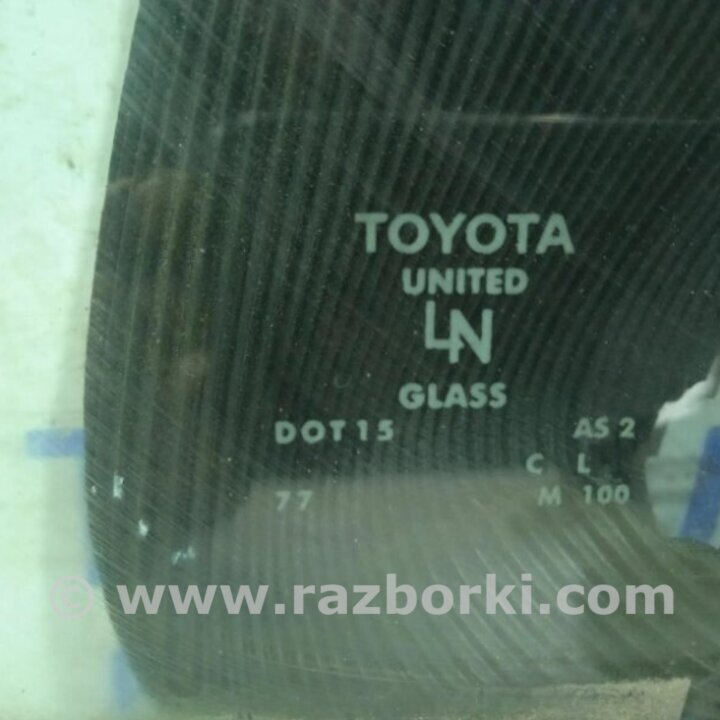 TOYOTA
UNITED
LN
GLASS
DOT 15 AS 2
C L
77 M 100
© www.razborki.com